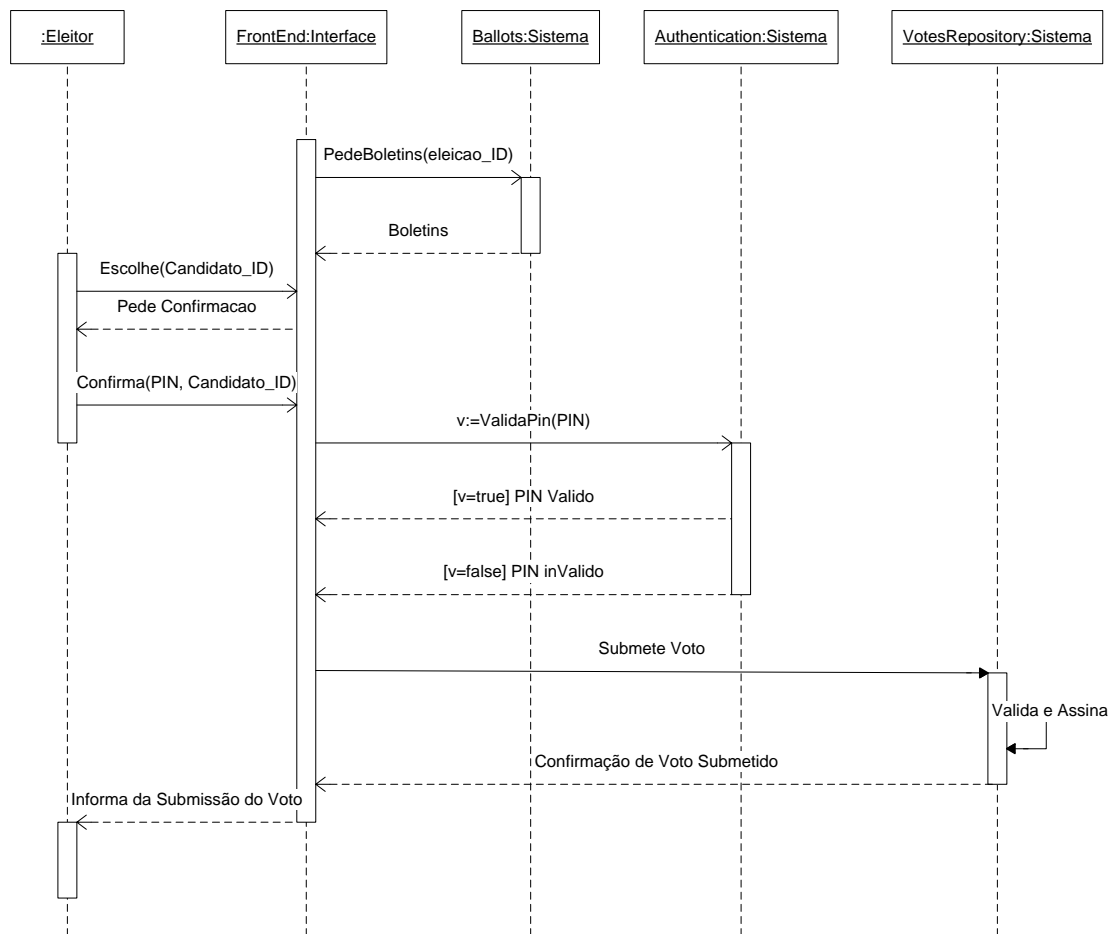 :Eleitor
FrontEnd:Interface
Ballots:Sistema
Authentication:Sistema
VotesRepository:Sistema
PedeBoletins(eleicao_ID)
Boletins
Escolhe(Candidato_ID)
Pede Confirmacao
Confirma(PIN, Candidato_ID)
v:=ValidaPin(PIN)
[v=true] PIN Valido
[v=false] PIN inValido
Submete Voto
Valida e Assina
Confirmação de Voto Submetido
Informa da Submissão do Voto